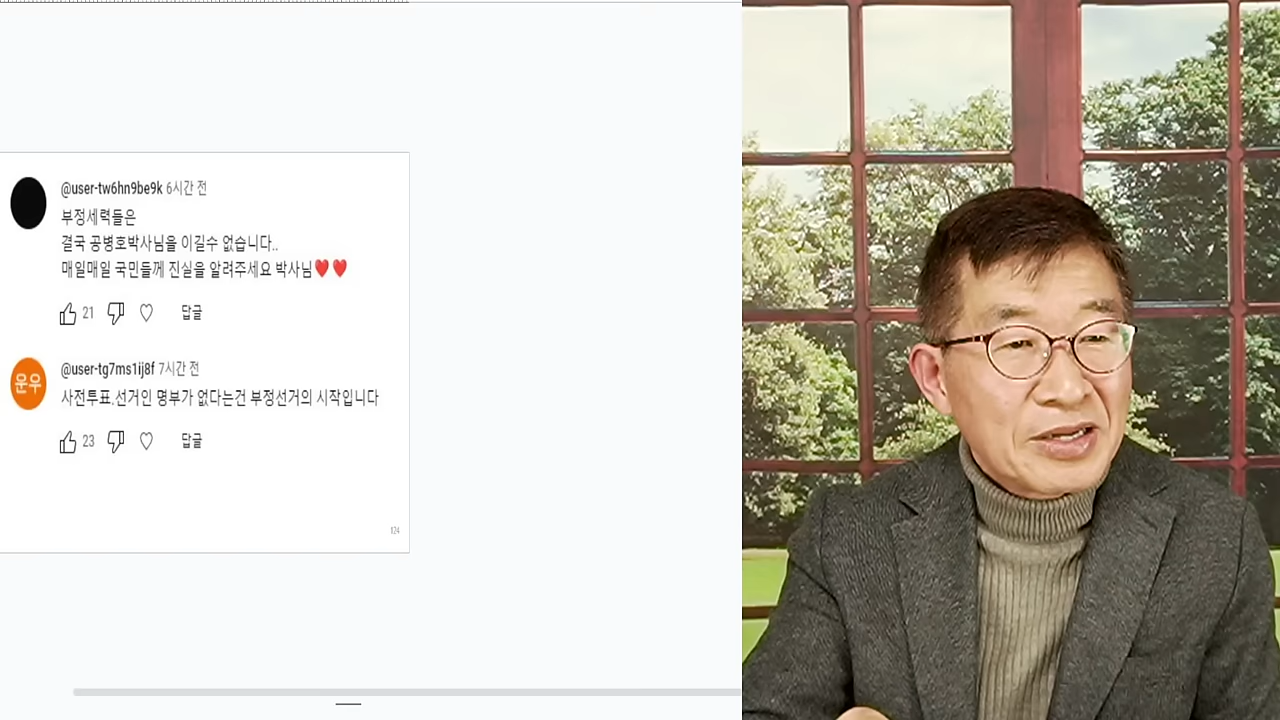 @user-tw6hn9be9k 6시간 전
부정세력들은
결국 공병호박사님을 이길수 없습니다..
매일매일 국민들께 진실을 알려주세요 박사님❤️❤️
21 답글
운우
@user-tg7ms1ij8f 7시간 전
사전투표.선거인 명부가 없다는건 부정선거의 시작입니다
23 답글
124